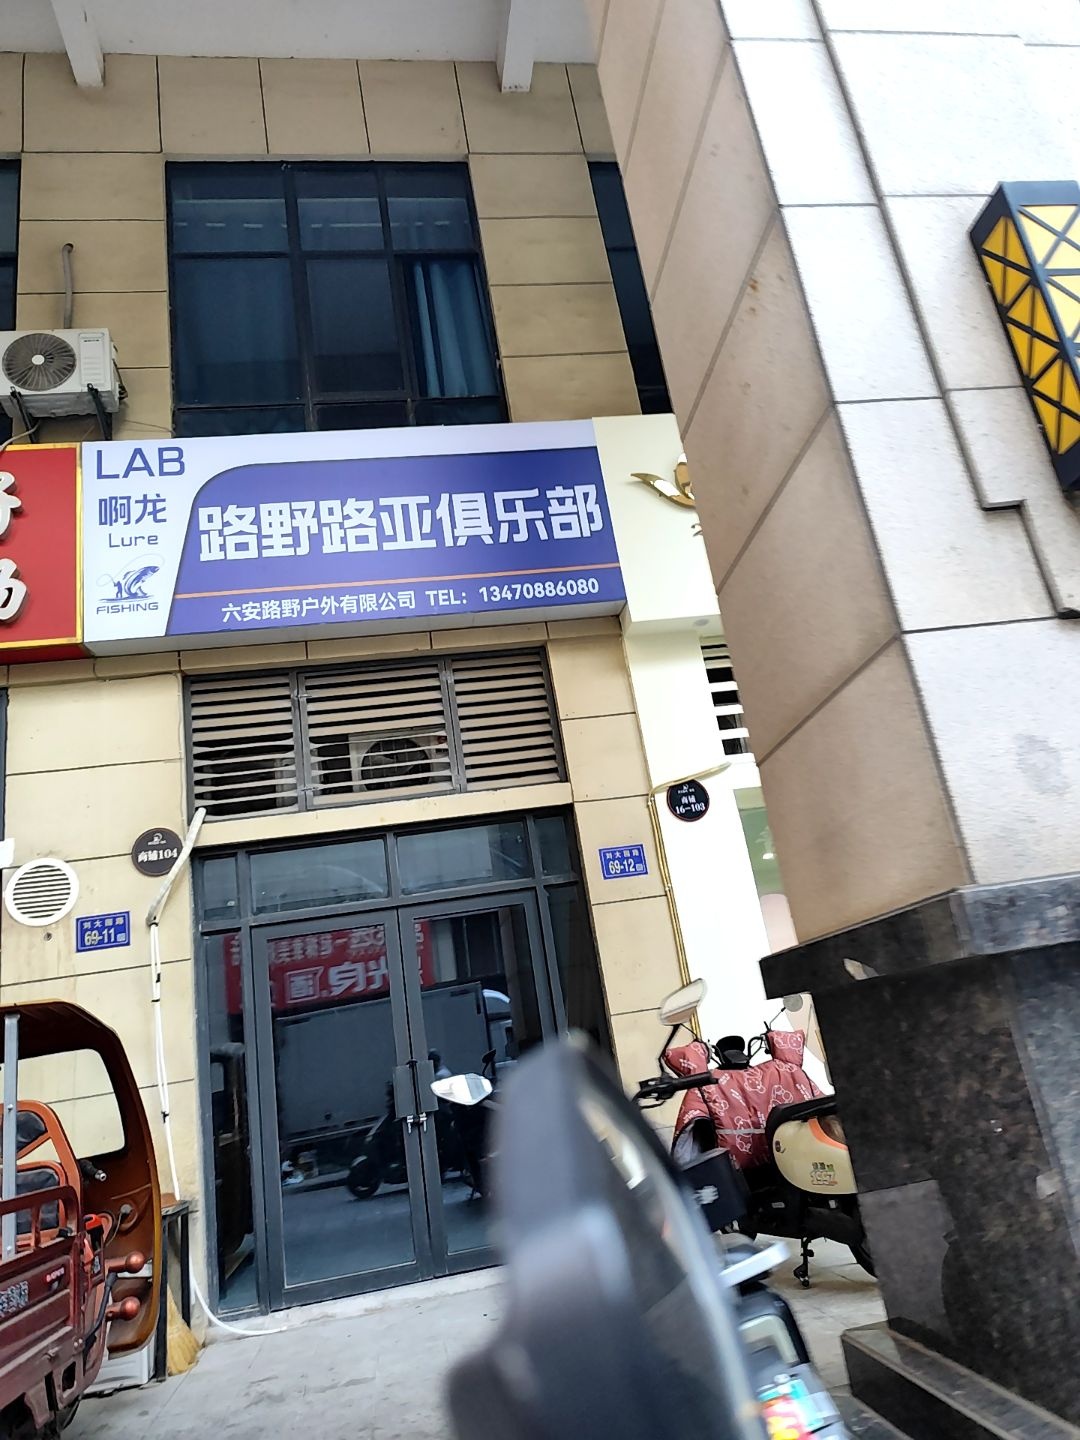 LAB
啊龙
Lure
FISHING
路野路亚俱乐部
六安路野户外有限公司 TEL: 13470886080
商铺
16-103
商铺104
69-12
69-11